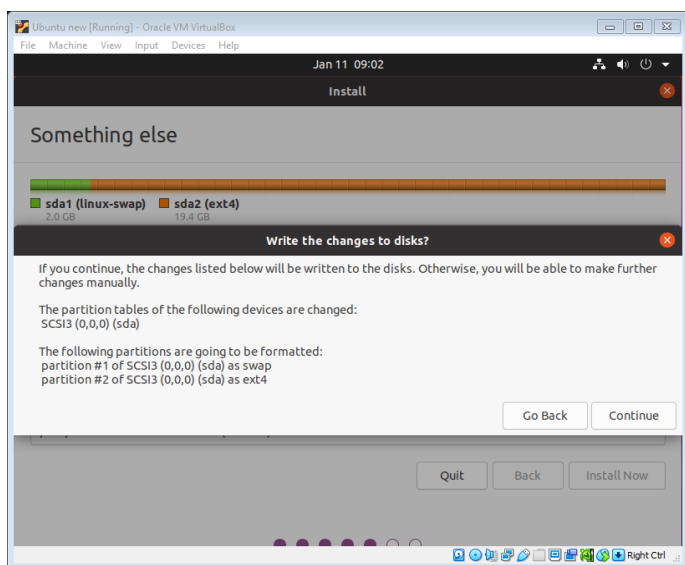 Ubuntu new [Running] - Oracle VM VirtualBox
File Machine View Input Devices Help
Jan 11 09:02
Install
Something else
sda1 (linux-swap) sda2 (ext4)
2.0 GB 19.4 GB
Write the changes to disks?
If you continue, the changes listed below will be written to the disks. Otherwise, you will be able to make further
changes manually.
The partition tables of the following devices are changed:
SCSI3 (0,0,0) (sda)
The following partitions are going to be formatted:
partition #1 of SCSI3 (0,0,0) (sda) as swap
partition #2 of SCSI3 (0,0,0) (sda) as ext4
Go Back Continue
Quit Back Install Now
Right Ctrl